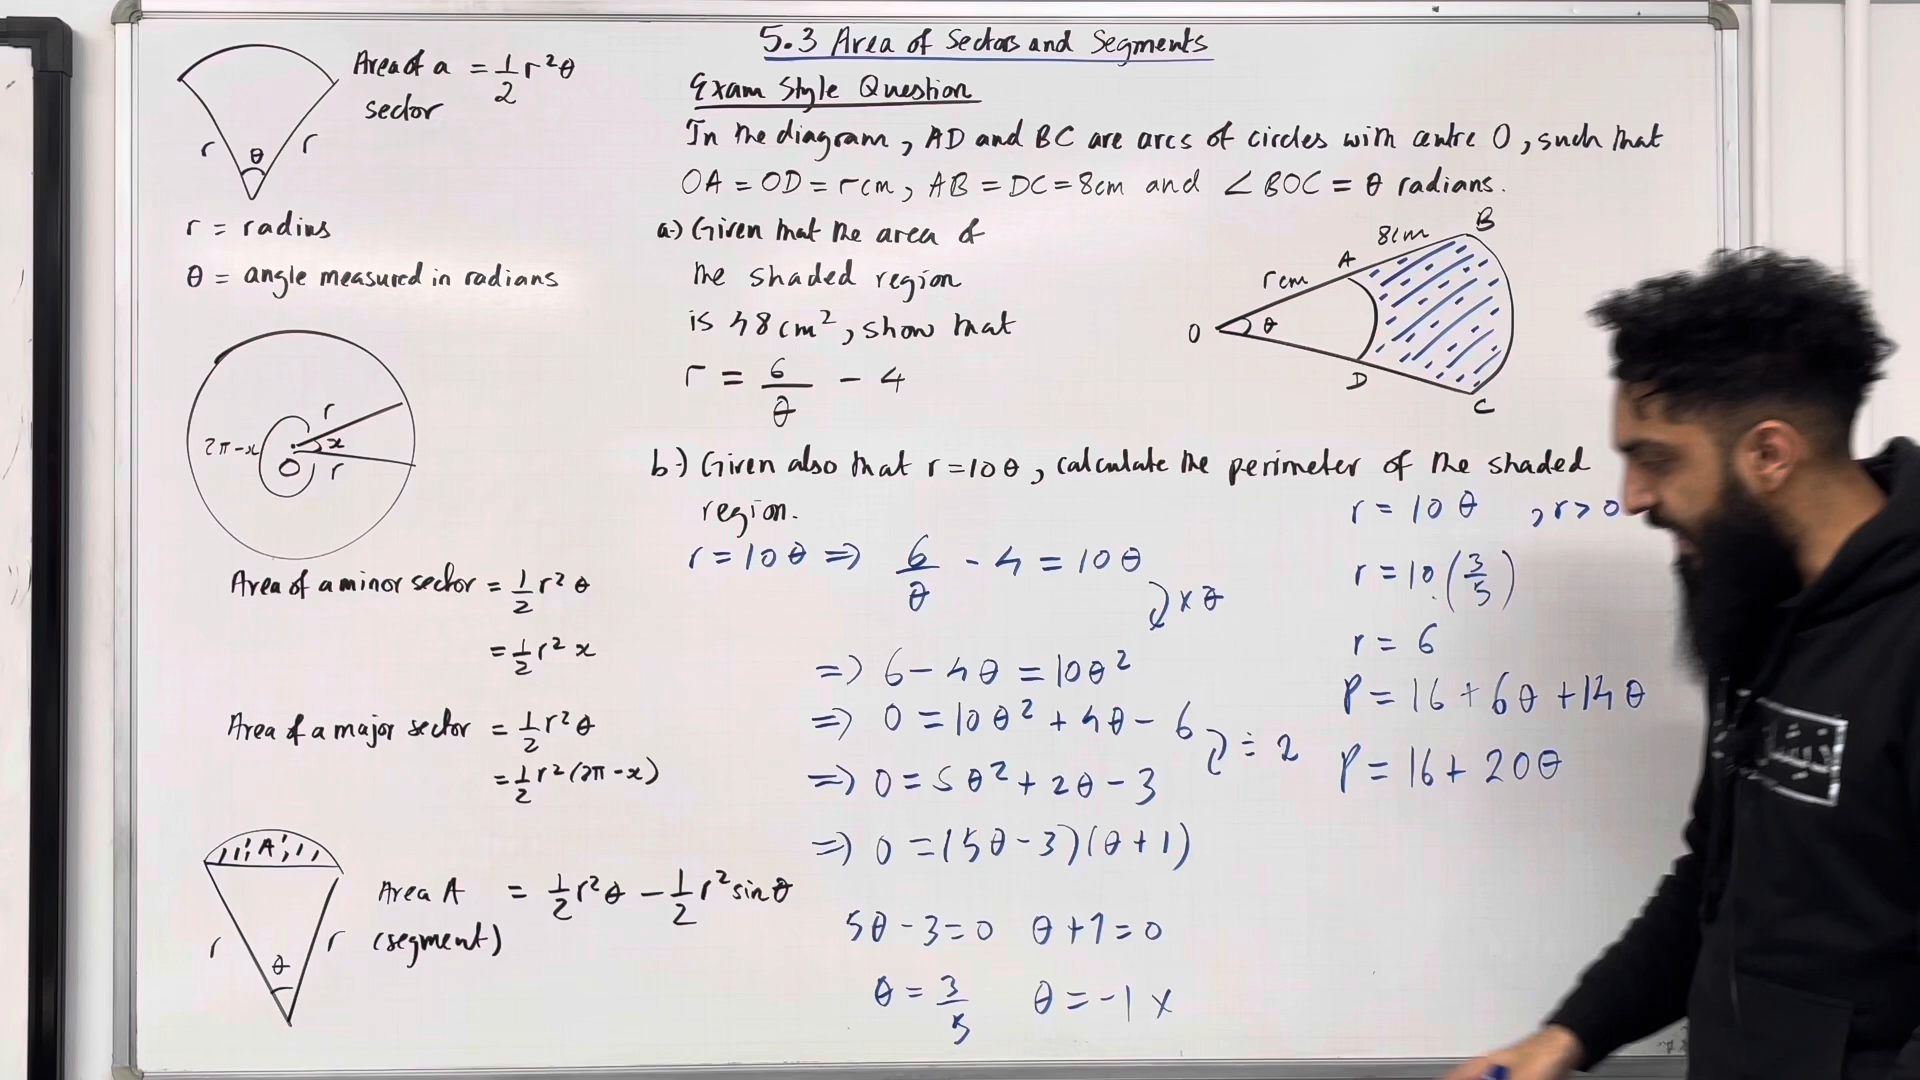 5.3 Area of Sectors and Segments
Area of a sector = 1/2 r²θ
r θ r
r = radius
θ = angle measured in radians
2π-x O r x r
Area of a minor sector = 1/2 r² θ
= 1/2 r² x
Area of a major sector = 1/2 r² θ
= 1/2 r² (2π - x)
A
r θ r
Area A (segment) = 1/2 r² θ - 1/2 r² sin θ
Exam Style Question
In the diagram, AD and BC are arcs of circles with centre O, such that
OA = OD = r cm, AB = DC = 8cm and ∠BOC = θ radians.
a) Given that the area of
the shaded region
is 48 cm², show that
r = 6/θ - 4
B
8cm
A
r cm
O θ
D
C
b) Given also that r = 10θ, calculate the perimeter of the shaded
region.
r = 10θ ⇒ 6/θ - 4 = 10θ
× θ
⇒ 6 - 4θ = 10θ²
⇒ 0 = 10θ² + 4θ - 6
÷ 2
⇒ 0 = 5θ² + 2θ - 3
⇒ 0 = (5θ - 3)(θ + 1)
5θ - 3 = 0 θ + 1 = 0
θ = 3/5 θ = -1 ×
r = 10θ , r > 0
r = 10 (3/5)
r = 6
P = 16 + 6θ + 14θ
P = 16 + 20θ